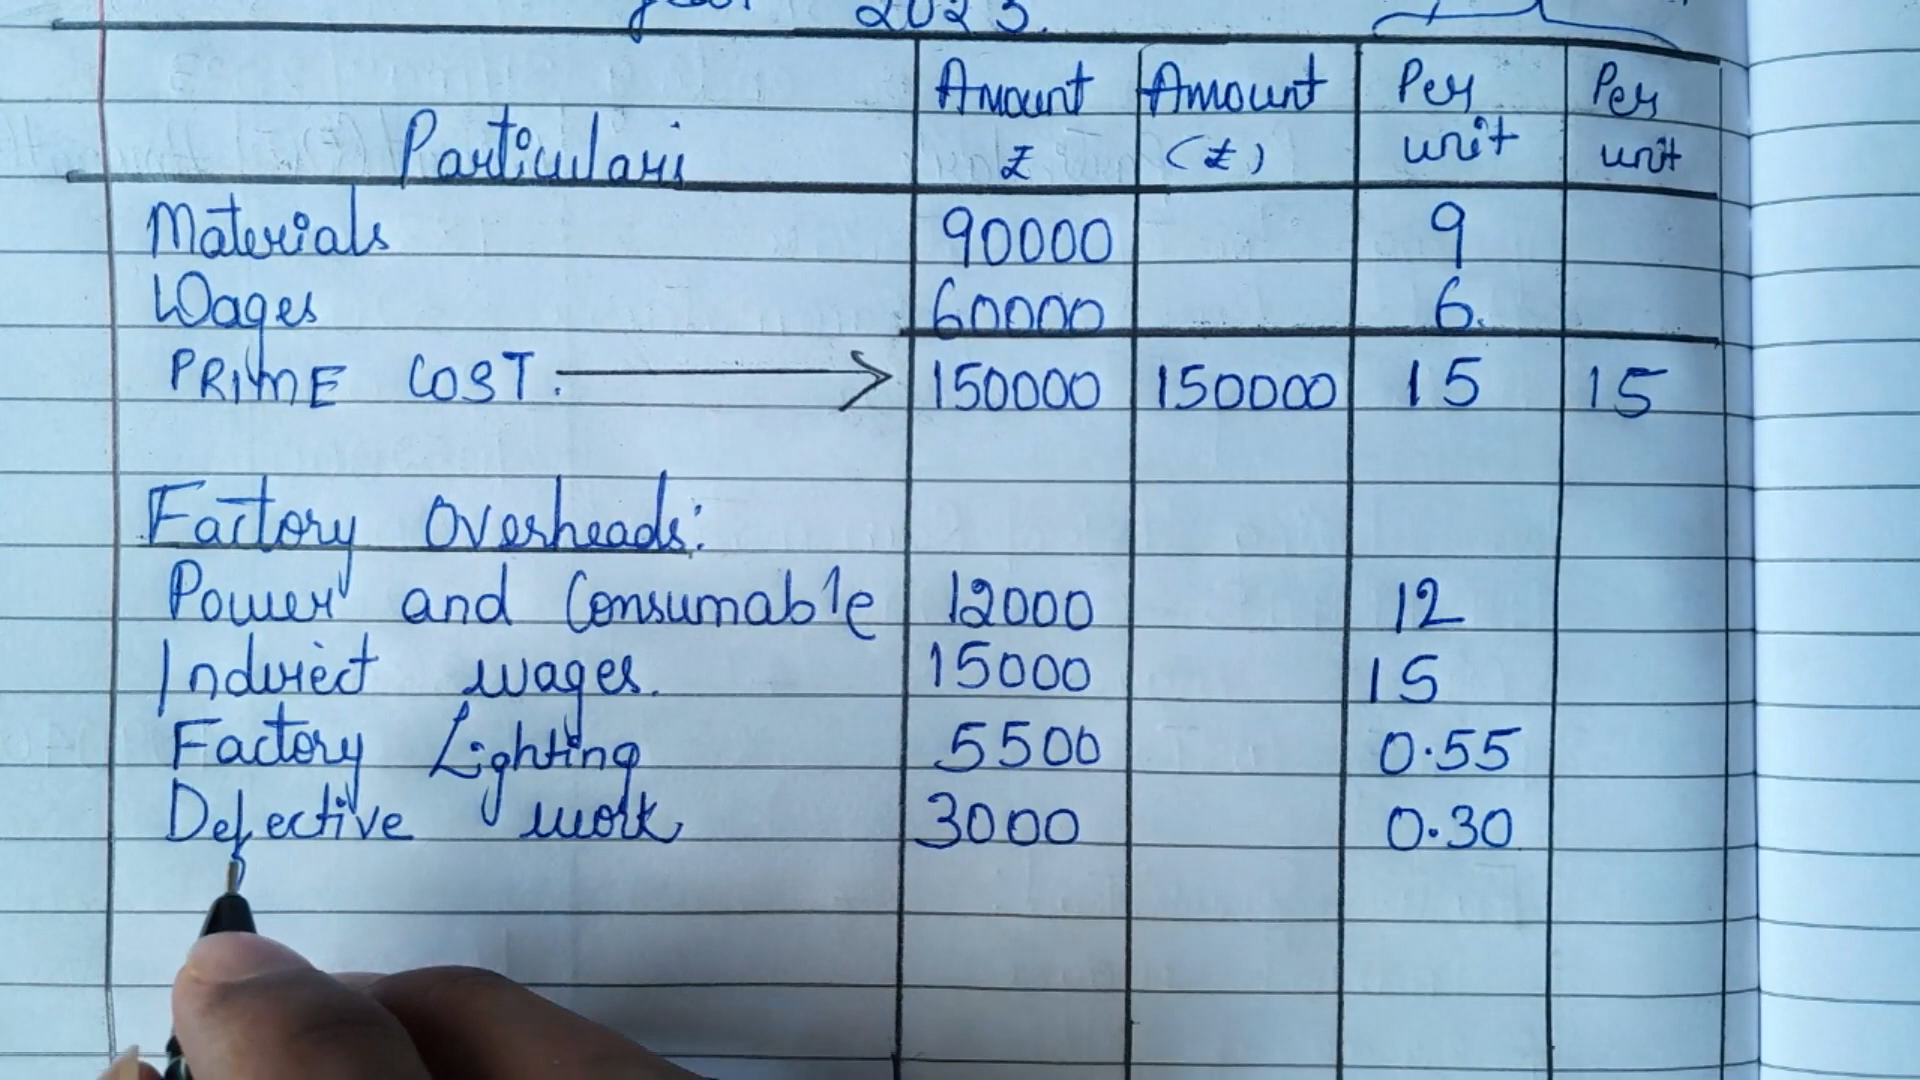 year 2023.
Particulars Amount ₹ Amount (₹) Per unit Per unit
Materials 90000 9
Wages 60000 6.
PRIME COST. → 150000 150000 15 15
Factory Overheads:
Power and Consumable 12000 12
Indirect wages. 15000 15
Factory Lighting 5500 0.55
Defective work 3000 0.30